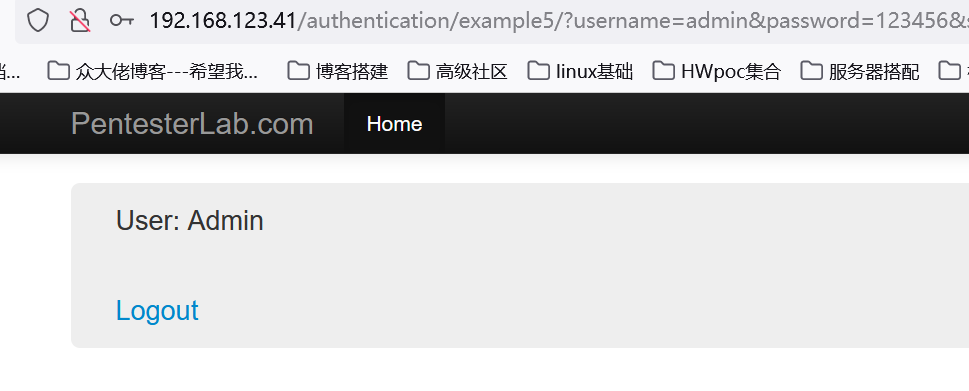 192.168.123.41/authentication/example5/?username=admin&password=123456&
众大佬博客---希望我... 博客搭建 高级社区 linux基础 HWpoc集合 服务器搭配
PentesterLab.com Home
User: Admin
Logout